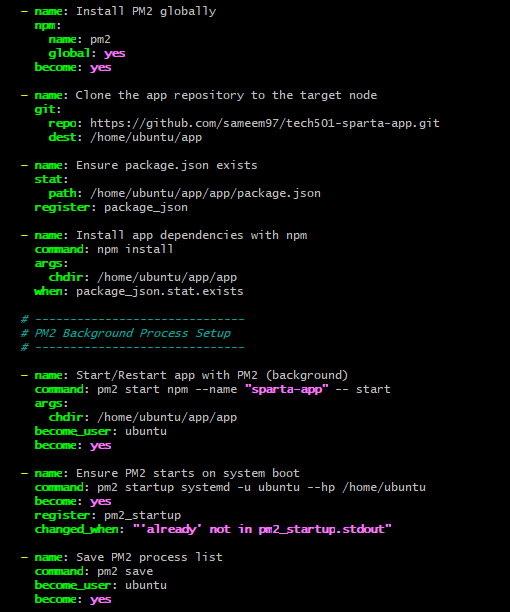 - name: Install PM2 globally
  npm:
    name: pm2
    global: yes
  become: yes

- name: Clone the app repository to the target node
  git:
    repo: https://github.com/sameem97/tech501-sparta-app.git
    dest: /home/ubuntu/app

- name: Ensure package.json exists
  stat:
    path: /home/ubuntu/app/app/package.json
  register: package_json

- name: Install app dependencies with npm
  command: npm install
  args:
    chdir: /home/ubuntu/app/app
  when: package_json.stat.exists

# ------------------------------
# PM2 Background Process Setup
# ------------------------------

- name: Start/Restart app with PM2 (background)
  command: pm2 start npm --name "sparta-app" -- start
  args:
    chdir: /home/ubuntu/app/app
  become_user: ubuntu
  become: yes

- name: Ensure PM2 starts on system boot
  command: pm2 startup systemd -u ubuntu --hp /home/ubuntu
  become: yes
  register: pm2_startup
  changed_when: "'already' not in pm2_startup.stdout"

- name: Save PM2 process list
  command: pm2 save
  become_user: ubuntu
  become: yes